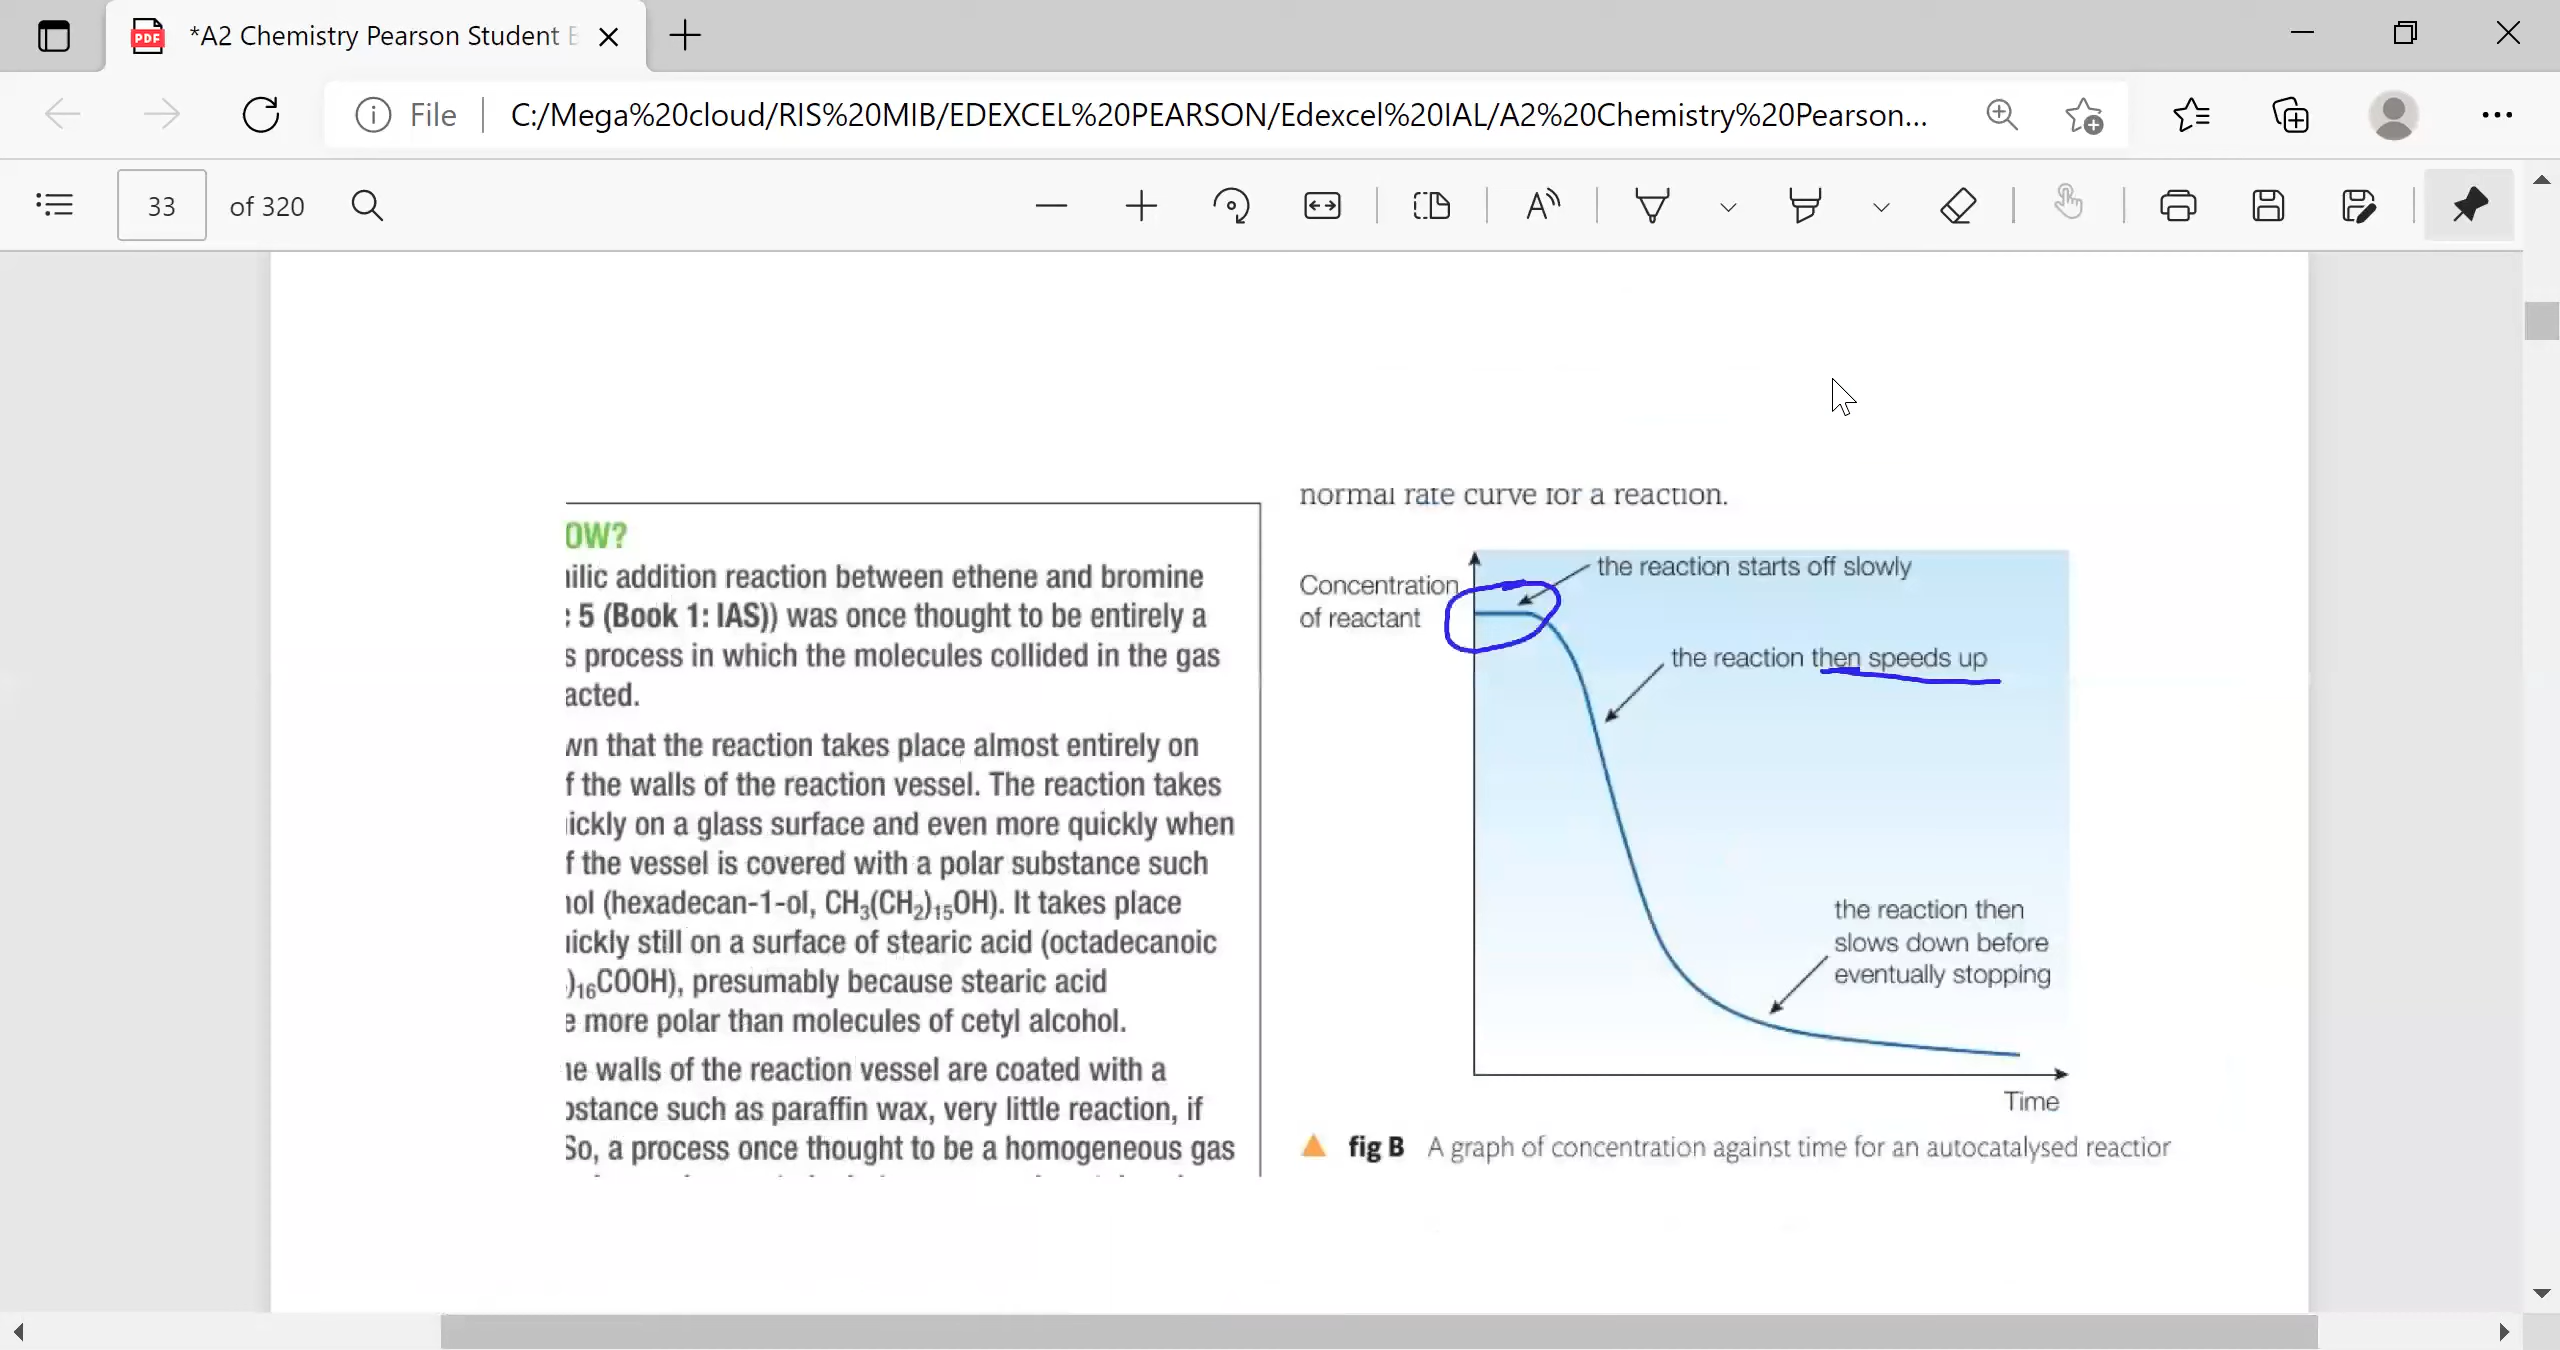 *A2 Chemistry Pearson Student
File
C:/Mega%20cloud/RIS%20MIB/EDEXCEL%20PEARSON/Edexcel%20IAL/A2%20Chemistry%20Pearson...
33 of 320
OW?
ilic addition reaction between ethene and bromine
5 (Book 1: IAS)) was once thought to be entirely a
s process in which the molecules collided in the gas
acted.
wn that the reaction takes place almost entirely on
f the walls of the reaction vessel. The reaction takes
ickly on a glass surface and even more quickly when
f the vessel is covered with a polar substance such
ol (hexadecan-1-ol, CH₃(CH₂)₁₅OH). It takes place
ickly still on a surface of stearic acid (octadecanoic
)₁₆COOH), presumably because stearic acid
e more polar than molecules of cetyl alcohol.
e walls of the reaction vessel are coated with a
ostance such as paraffin wax, very little reaction, if
So, a process once thought to be a homogeneous gas
normal rate curve for a reaction.
Concentration
of reactant
the reaction starts off slowly
the reaction then speeds up
the reaction then
slows down before
eventually stopping
Time
fig B A graph of concentration against time for an autocatalysed reactior